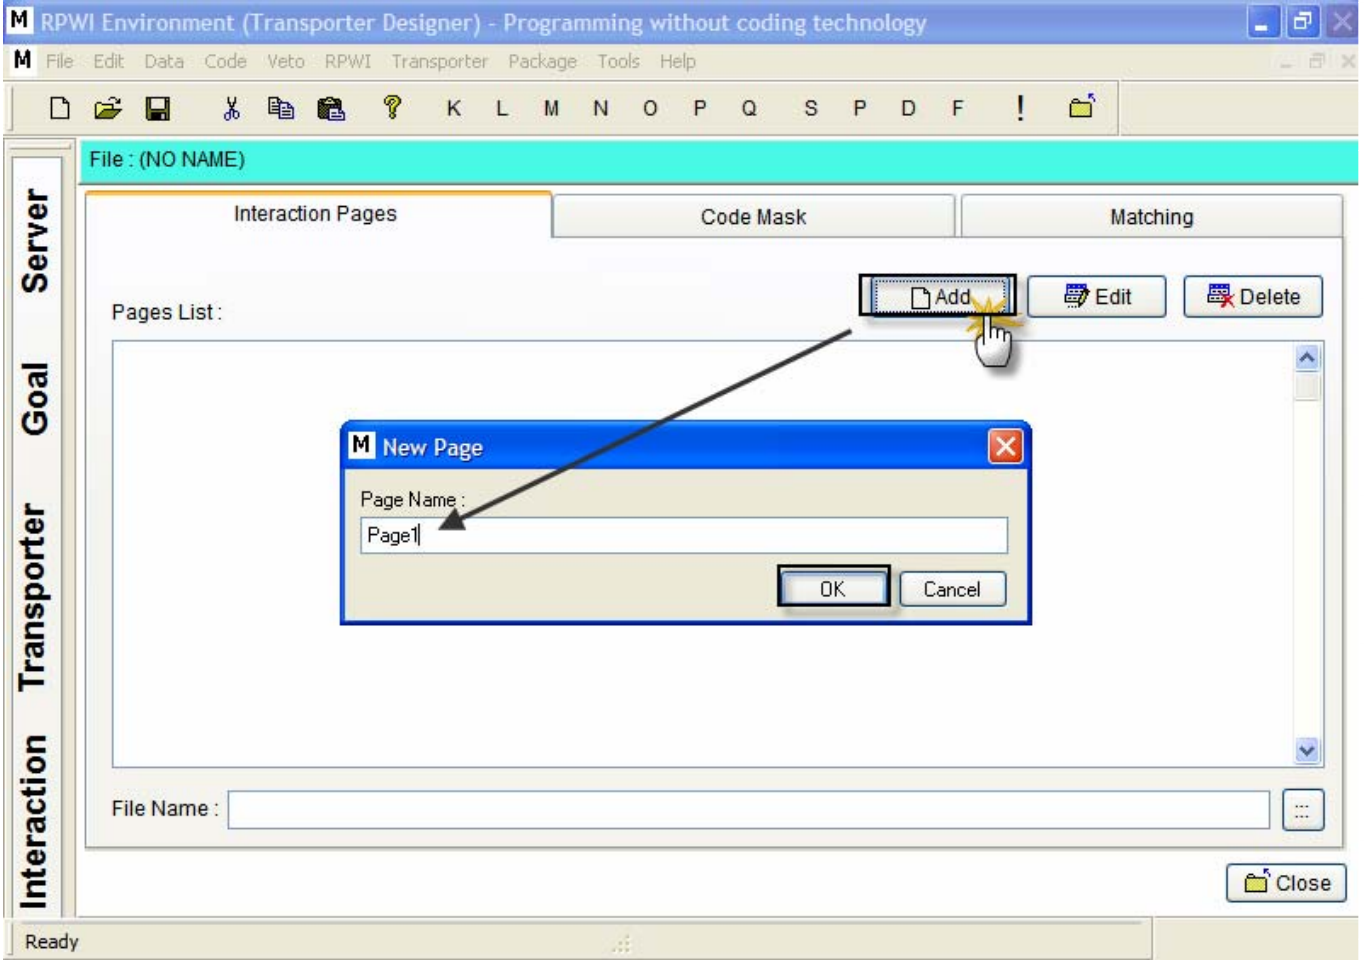 M RPWI Environment (Transporter Designer) - Programming without coding technology
M File Edit Data Code Veto RPWI Transporter Package Tools Help
K L M N O P Q S P D F !
File : (NO NAME)
Interaction Pages Code Mask Matching
Add Edit Delete
Pages List :
M New Page
Page Name :
Page1
OK Cancel
File Name : :::
Close
Ready
Server
Goal
Transporter
Interaction